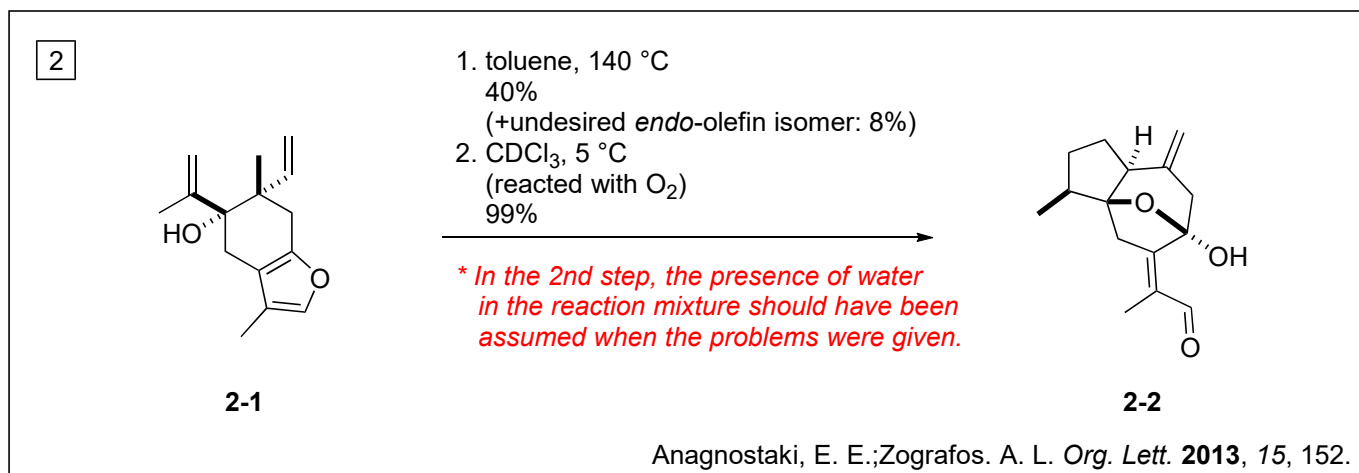 2
1. toluene, 140 °C
40%
(+undesired endo-olefin isomer: 8%)
2. CDCl₃, 5 °C
(reacted with O₂)
99%
* In the 2nd step, the presence of water
in the reaction mixture should have been
assumed when the problems were given.
HO
O
H
O
OH
O
2-1
2-2
Anagnostaki, E. E.;Zografos. A. L. Org. Lett. 2013, 15, 152.